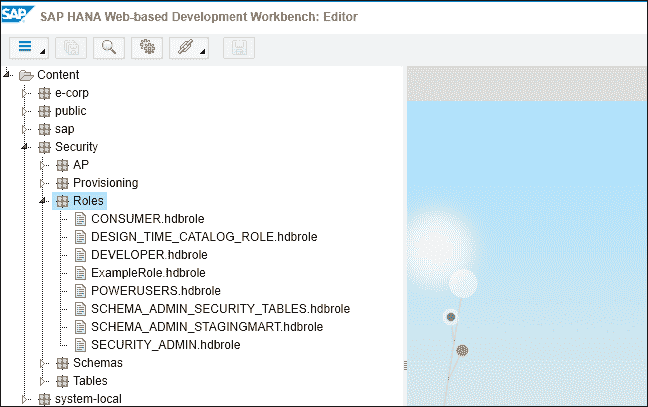 SAP SAP HANA Web-based Development Workbench: Editor
Content
e-corp
public
sap
Security
AP
Provisioning
Roles
CONSUMER.hdbrole
DESIGN_TIME_CATALOG_ROLE.hdbrole
DEVELOPER.hdbrole
ExampleRole.hdbrole
POWERUSERS.hdbrole
SCHEMA_ADMIN_SECURITY_TABLES.hdbrole
SCHEMA_ADMIN_STAGINGMART.hdbrole
SECURITY_ADMIN.hdbrole
Schemas
Tables
system-local